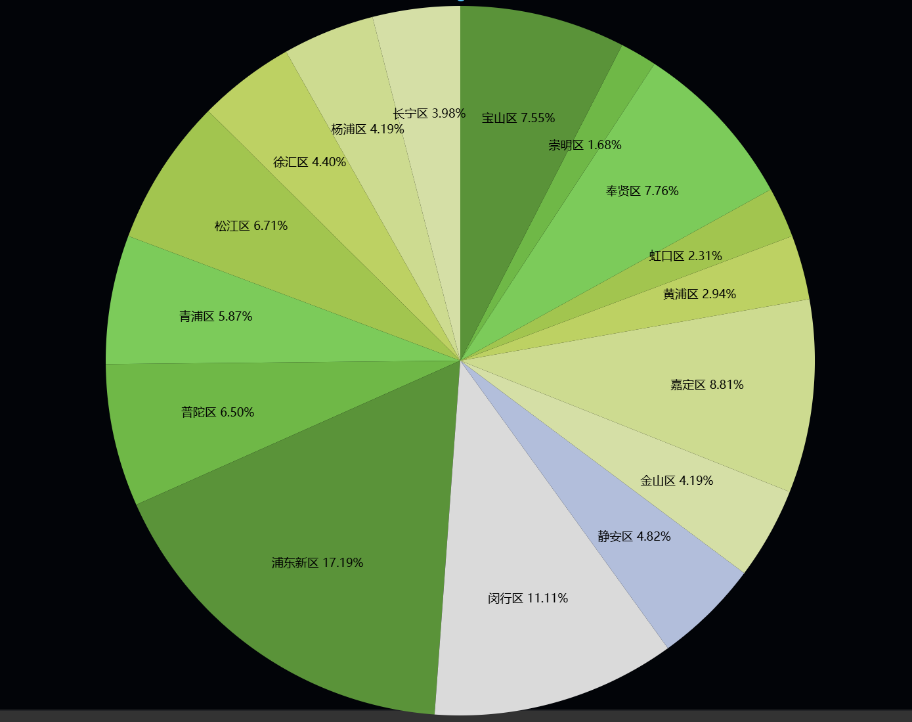 长宁区 3.98%
宝山区 7.55%
杨浦区 4.19%
崇明区 1.68%
徐汇区 4.40%
奉贤区 7.76%
松江区 6.71%
虹口区 2.31%
黄浦区 2.94%
青浦区 5.87%
嘉定区 8.81%
普陀区 6.50%
金山区 4.19%
静安区 4.82%
浦东新区 17.19%
闵行区 11.11%